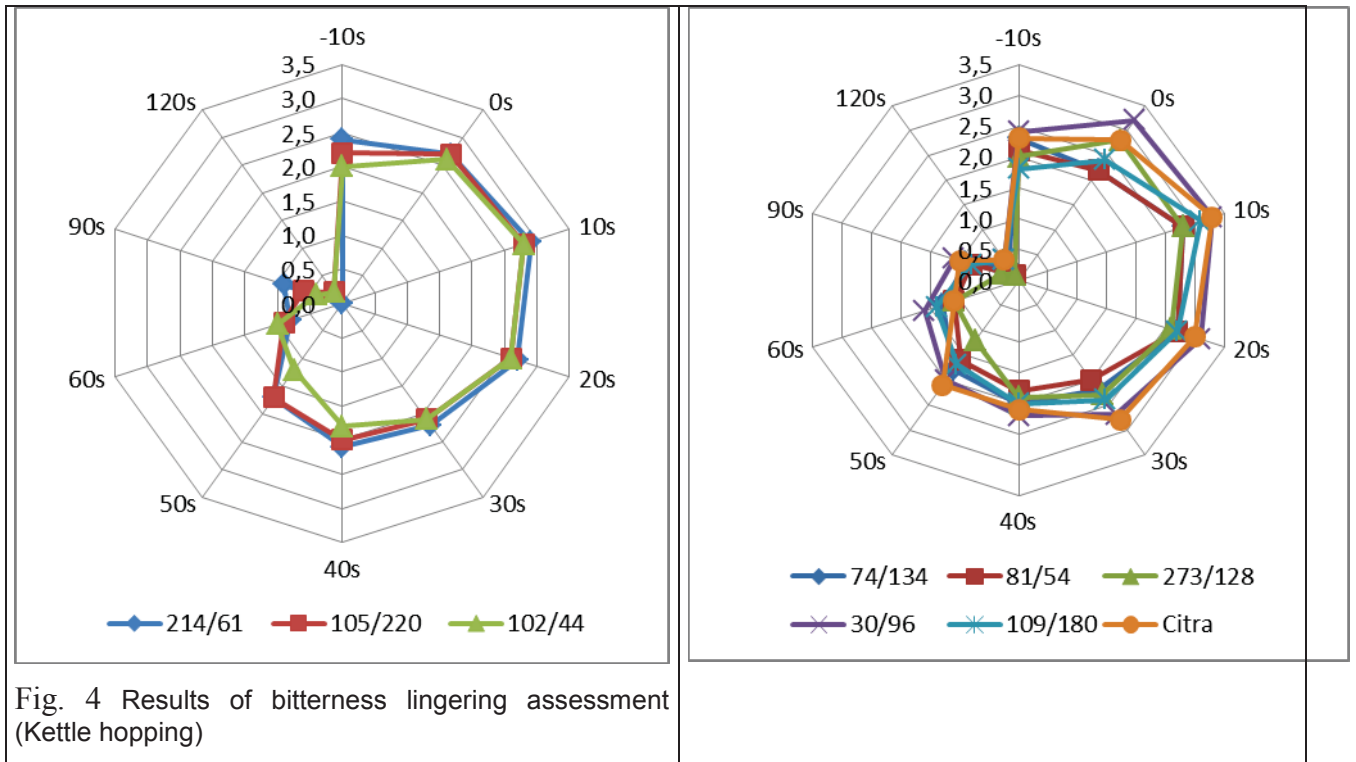 -10s
3,5
3,0
2,5
2,0
1,5
1,0
0,5
0,0
0s
10s
20s
30s
40s
50s
60s
90s
120s
214/61 105/220 102/44
Fig. 4 Results of bitterness lingering assessment
(Kettle hopping)
-10s
3,5
3,0
2,5
2,0
1,5
1,0
0,5
0,0
0s
10s
20s
30s
40s
50s
60s
90s
120s
74/134 81/54 273/128
30/96 109/180 Citra